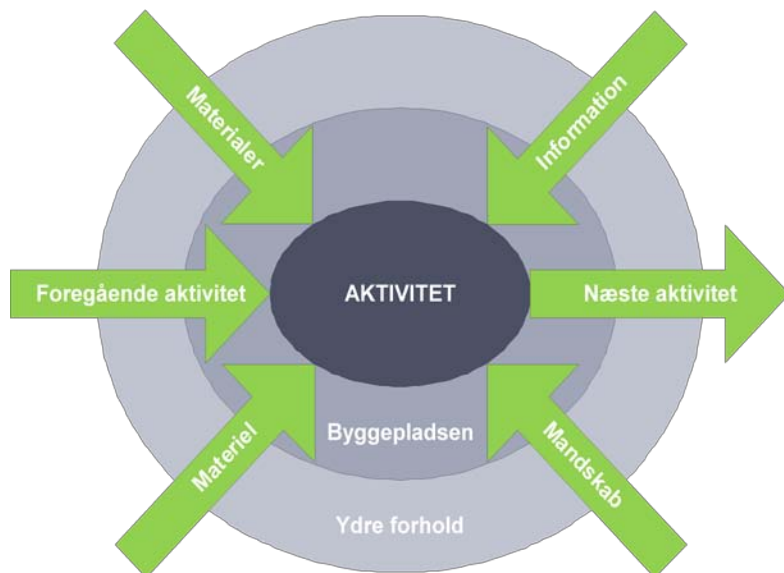 Materialer
Information
Foregående aktivitet
AKTIVITET
Næste aktivitet
Materiel
Byggepladsen
Mandskab
Ydre forhold